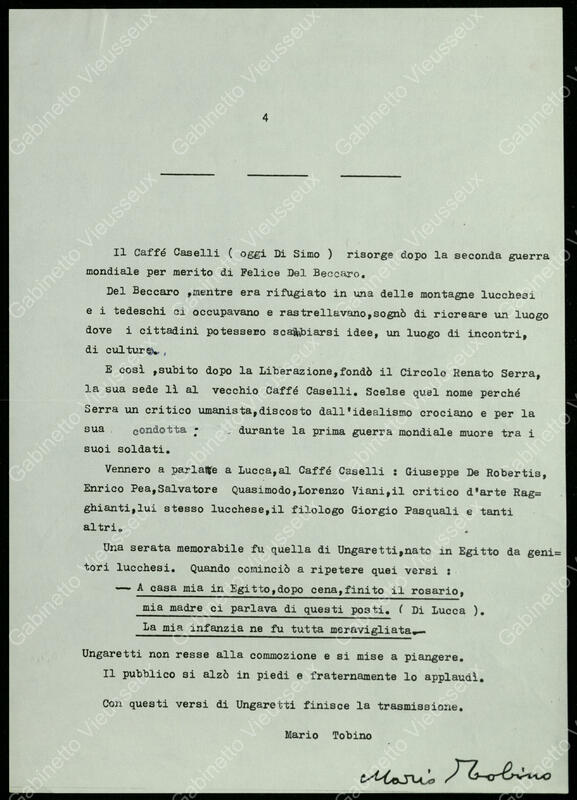 4
Il Caffé Caselli ( oggi Di Simo ) risorge dopo la seconda guerra
mondiale per merito di Felice Del Beccaro.
Del Beccaro ,mentre era rifugiato in una delle montagne lucchesi
e i tedeschi ci occupavano e rastrellavano,sognò di ricreare un luogo
dove i cittadini potessero scambiarsi idee, un luogo di incontri,
di cultura.,
E così ,subito dopo la Liberazione,fondò il Circolo Renato Serra,
la sua sede lì al vecchio Caffé Caselli. Scelse quel nome perché
Serra un critico umanista,discosto dall'idealismo crociano e per la
sua condotta ; durante la prima guerra mondiale muore tra i
suoi soldati.
Vennero a parlare a Lucca,al Caffé Caselli : Giuseppe De Robertis,
Enrico Pea,Salvatore Quasimodo,Lorenzo Viani,il critico d'arte Rag=
ghianti,lui stesso lucchese,il filologo Giorgio Pasquali e tanti
altri.
Una serata memorabile fu quella di Ungaretti,nato in Egitto da geni=
tori lucchesi. Quando cominciò a ripetere quei versi :
— A casa mia in Egitto,dopo cena,finito il rosario,
mia madre ci parlava di questi posti. ( Di Lucca ).
La mia infanzia ne fu tutta meravigliata—
Ungaretti non resse alla commozione e si mise a piangere.
Il pubblico si alzò in piedi e fraternamente lo applaudì.
Con questi versi di Ungaretti finisce la trasmissione.
Mario Tobino
Mario Tobino
Gabinetto Vieusseux